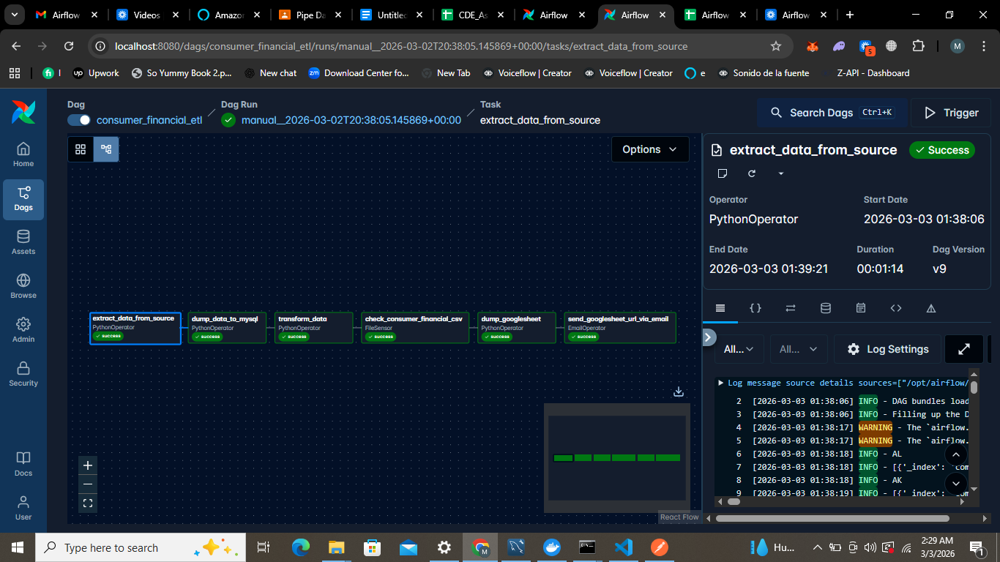 Airflow
Videos
Amazon
Pipe Da
Untitled
CDE_As
Airflow
Airflow
Airflow
Airflow
localhost:8080/dags/consumer_financial_etl/runs/manual__2026-03-02T20:38:05.145869+00:00/tasks/extract_data_from_source
5
M
I
Upwork
So Yummy Book 2.p...
New chat
Download Center fo...
New Tab
Voiceflow | Creator
Voiceflow | Creator
e
Sonido de la fuente
Z-API - Dashboard
Dag
consumer_financial_etl
Dag Run
manual__2026-03-02T20:38:05.145869+00:00
Task
extract_data_from_source
Search Dags Ctrl+K
Trigger
Home
Dags
Assets
Browse
Admin
Security
Docs
User
Options
extract_data_from_source
PythonOperator
success
dump_data_to_mysql
PythonOperator
success
transform_data
PythonOperator
success
check_consumer_financial_csv
FileSensor
success
dump_googlesheet
PythonOperator
success
send_googlesheet_url_via_email
EmailOperator
success
React Flow
extract_data_from_source
Success
Operator
PythonOperator
Start Date
2026-03-03 01:38:06
End Date
2026-03-03 01:39:21
Duration
00:01:14
Dag Version
v9
All...
All...
Log Settings
Log message source details sources=["/opt/airflow/
2 [2026-03-03 01:38:06] INFO - DAG bundles load
3 [2026-03-03 01:38:06] INFO - Filling up the D
4 [2026-03-03 01:38:17] WARNING - The `airflow.
5 [2026-03-03 01:38:17] WARNING - The `airflow.
6 [2026-03-03 01:38:18] INFO - AL
7 [2026-03-03 01:38:18] INFO - [{'_index': 'com
8 [2026-03-03 01:38:18] INFO - AK
9 [2026-03-03 01:38:19] INFO - [{'_index': 'com
Type here to search
Hu...
2:29 AM
3/3/2026
1